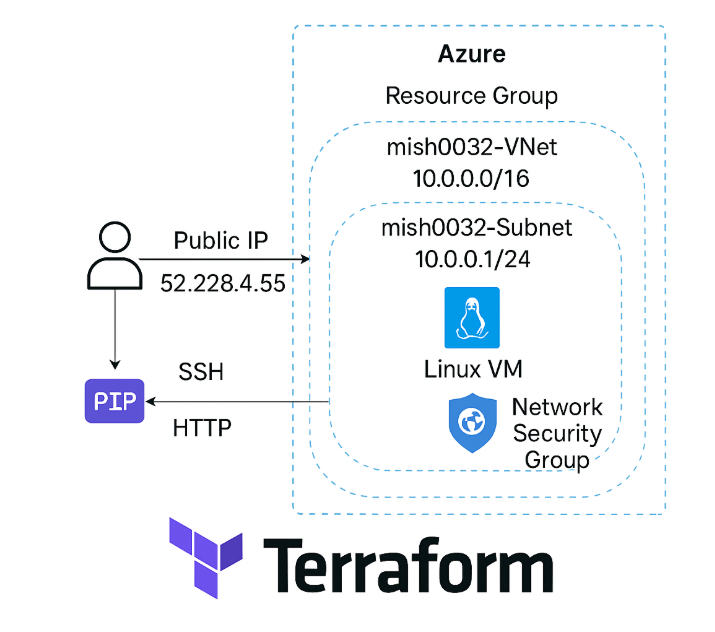 Azure
Resource Group
mish0032-VNet
10.0.0.0/16
mish0032-Subnet
10.0.0.1/24
Public IP
52.228.4.55
Linux VM
PIP
SSH
HTTP
Network
Security
Group
Terraform